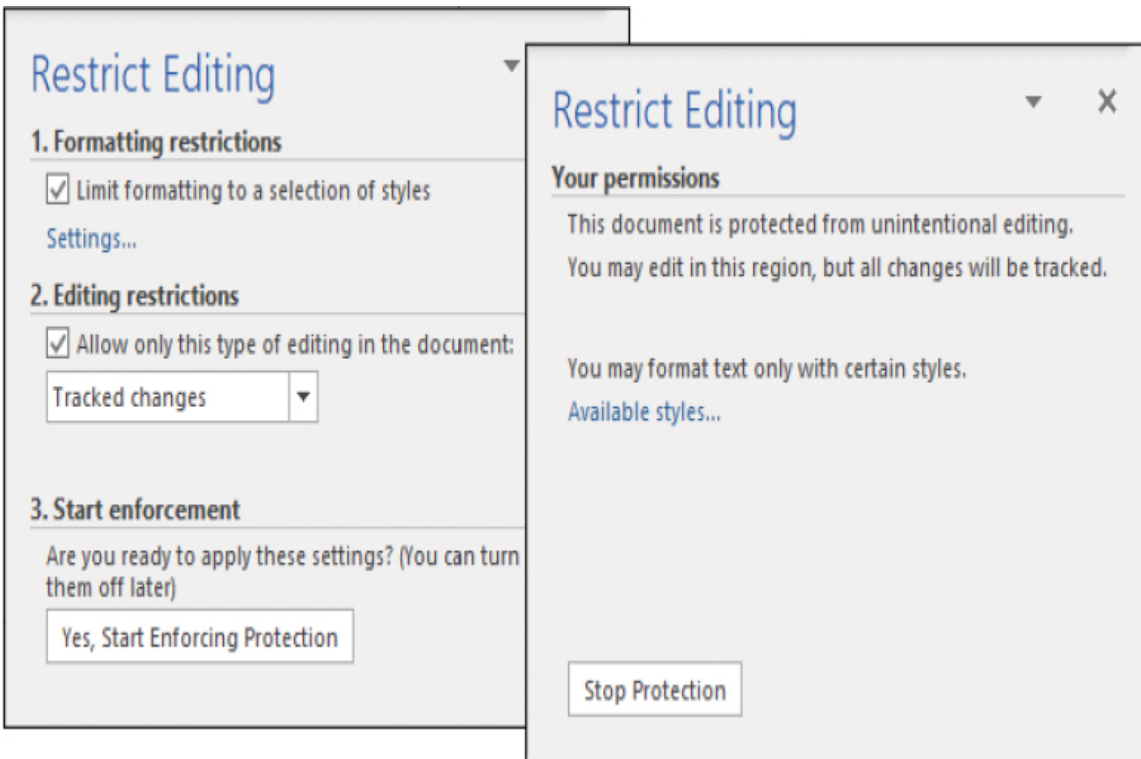 Restrict Editing
1. Formatting restrictions
Limit formatting to a selection of styles
Settings...
2. Editing restrictions
Allow only this type of editing in the document:
Tracked changes
3. Start enforcement
Are you ready to apply these settings? (You can turn
them off later)
Yes, Start Enforcing Protection
Restrict Editing
Your permissions
This document is protected from unintentional editing.
You may edit in this region, but all changes will be tracked.
You may format text only with certain styles.
Available styles...
Stop Protection